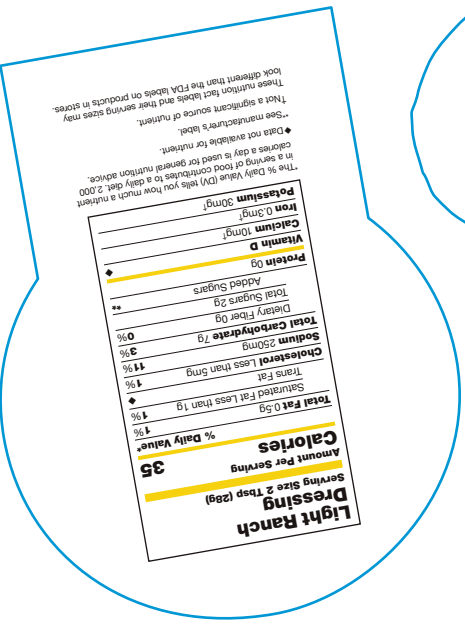 Light Ranch
Dressing
Serving Size 2 Tbsp (28g)
Amount Per Serving
Calories 35
% Daily Value*
Total Fat 0.5g 1%
Saturated Fat Less than 1g 1%
Trans Fat ◆
Cholesterol Less than 5mg 1%
Sodium 250mg 11%
Total Carbohydrate 7g 3%
Dietary Fiber 0g 0%
Total Sugars 2g
Added Sugars **
Protein 0g
Vitamin D ◆
Calcium 10mg†
Iron 0.3mg†
Potassium 30mg†
*The % Daily Value (DV) tells you how much a nutrient
in a serving of food contributes to a daily diet. 2,000
calories a day is used for general nutrition advice.
◆ Data not available for nutrient.
**See manufacturer's label.
†Not a significant source of nutrient.
These nutrition fact labels and their serving sizes may
look different than the FDA labels on products in stores.